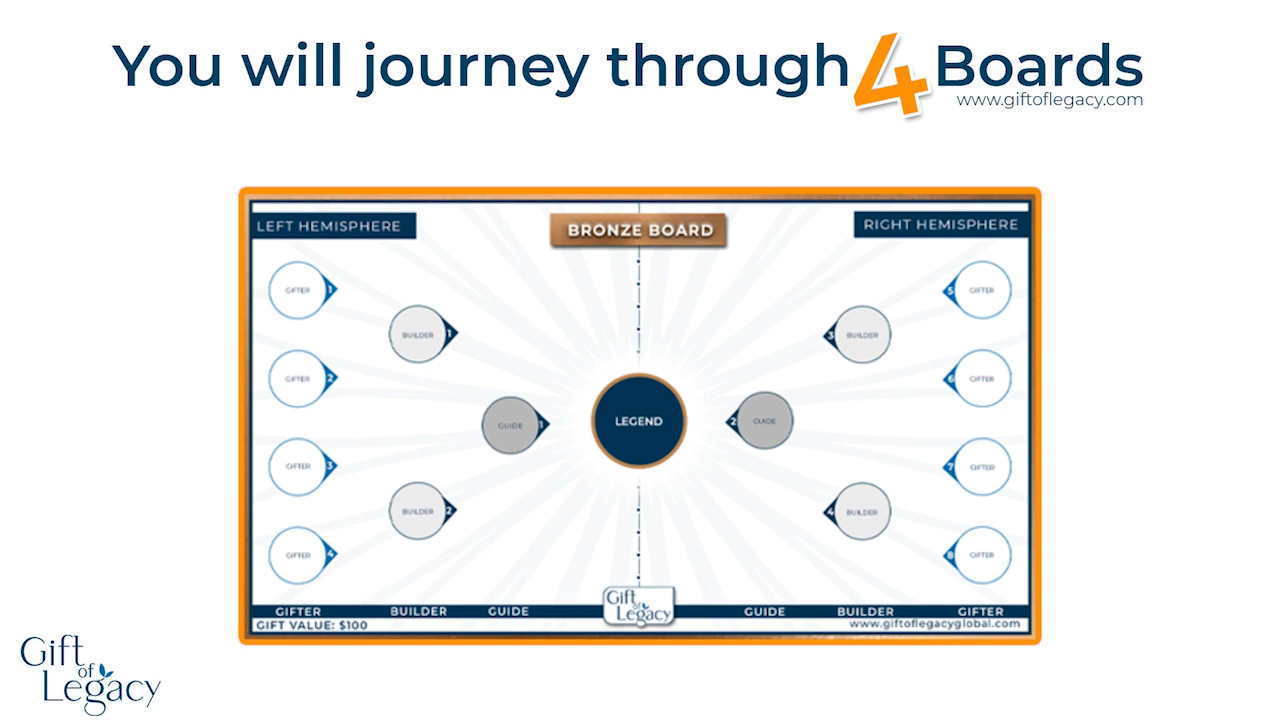 You will journey through 4 Boards
www.giftoflegacy.com
LEFT HEMISPHERE
BRONZE BOARD
RIGHT HEMISPHERE
GIFTER 1
5 GIFTER
BUILDER 1
3 BUILDER
GIFTER 2
6 GIFTER
GUIDE 1
LEGEND
2 GUIDE
GIFTER 3
7 GIFTER
BUILDER 2
4 BUILDER
GIFTER 4
8 GIFTER
Gift
of
Legacy
GIFTER BUILDER GUIDE
GUIDE BUILDER GIFTER
GIFT VALUE: $100
www.giftoflegacyglobal.com
Gift
of
Legacy